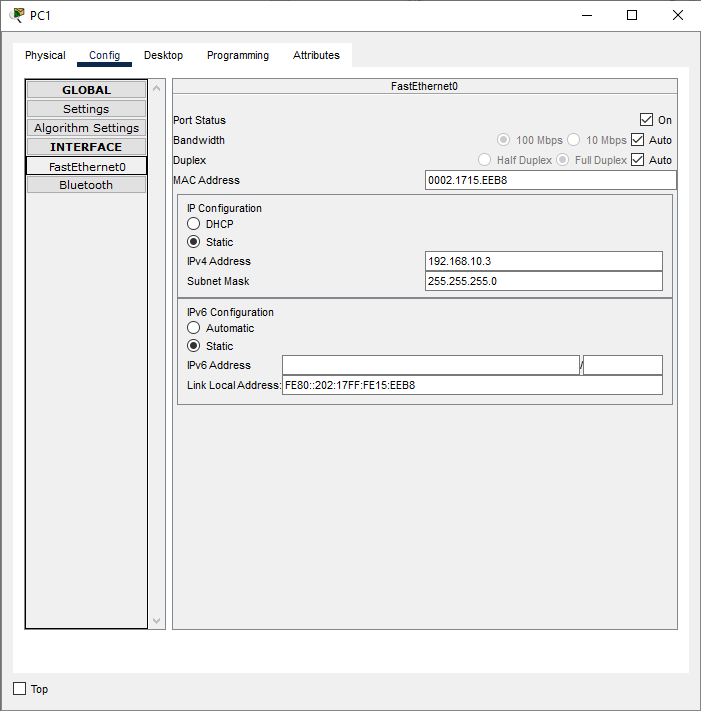 PC1
Physical Config Desktop Programming Attributes
GLOBAL
Settings
Algorithm Settings
INTERFACE
FastEthernet0
Bluetooth
FastEthernet0
Port Status On
Bandwidth 100 Mbps 10 Mbps Auto
Duplex Half Duplex Full Duplex Auto
MAC Address 0002.1715.EEB8
IP Configuration
DHCP
Static
IPv4 Address 192.168.10.3
Subnet Mask 255.255.255.0
IPv6 Configuration
Automatic
Static
IPv6 Address /
Link Local Address: FE80::202:17FF:FE15:EEB8
Top